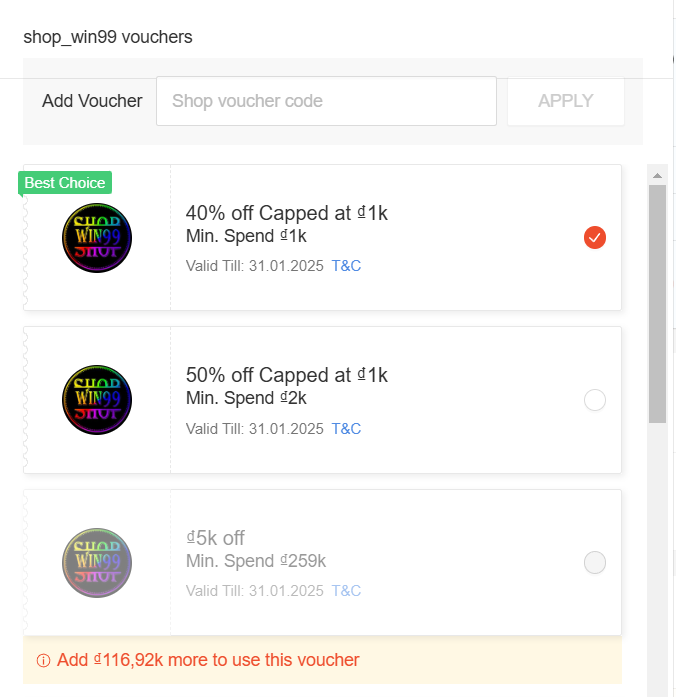 shop_win99 vouchers
Add Voucher
Shop voucher code
APPLY
Best Choice
SHOP
WIN99
SHOP
40% off Capped at ₫1k
Min. Spend ₫1k
Valid Till: 31.01.2025 T&C
SHOP
WIN99
SHOP
50% off Capped at ₫1k
Min. Spend ₫2k
Valid Till: 31.01.2025 T&C
SHOP
WIN99
SHOP
₫5k off
Min. Spend ₫259k
Valid Till: 31.01.2025 T&C
Add ₫116,92k more to use this voucher